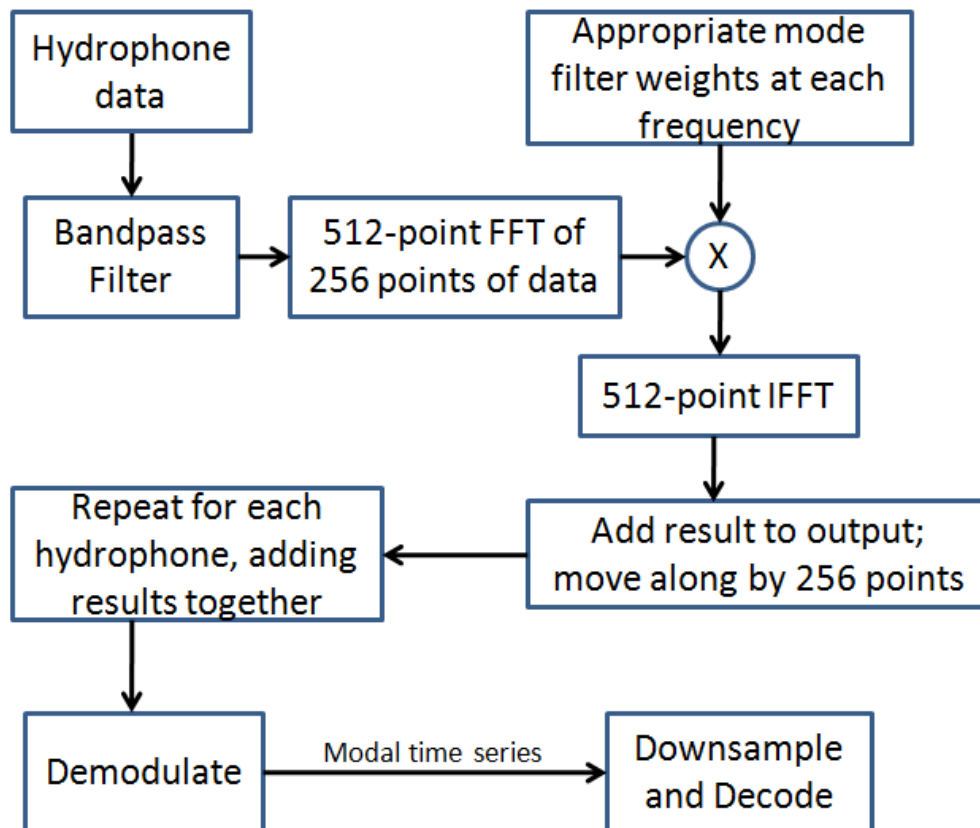 Hydrophone
data
Appropriate mode
filter weights at each
frequency
Bandpass
Filter
512-point FFT of
256 points of data
X
512-point IFFT
Add result to output;
move along by 256 points
Repeat for each
hydrophone, adding
results together
Demodulate
Modal time series
Downsample
and Decode